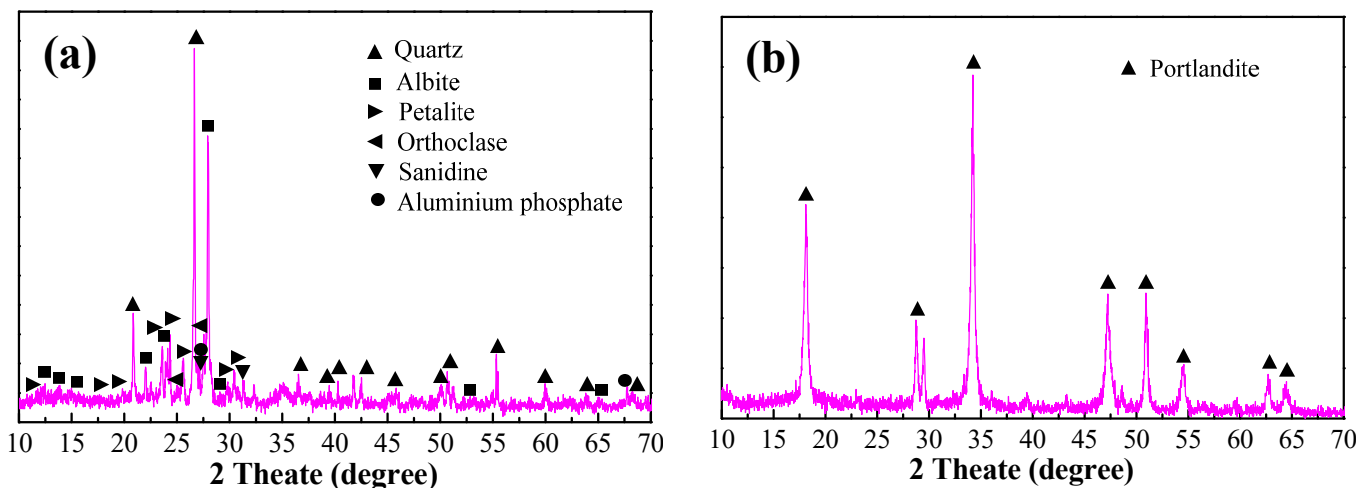 (a)
Quartz
Albite
Petalite
Orthoclase
Sanidine
Aluminium phosphate
10 15 20 25 30 35 40 45 50 55 60 65 70
2 Theate (degree)
(b)
Portlandite
10 15 20 25 30 35 40 45 50 55 60 65 70
2 Theate (degree)